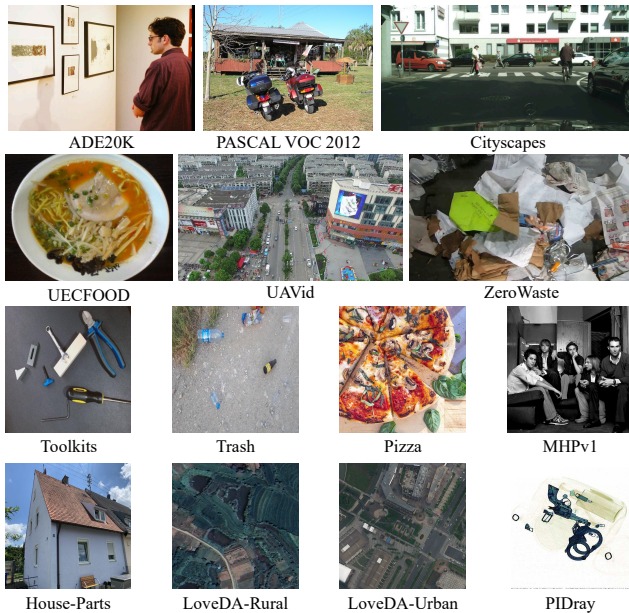 ADE20K
PASCAL VOC 2012
Cityscapes
UECFOOD
UAVid
ZeroWaste
Toolkits
Trash
Pizza
MHPv1
House-Parts
LoveDA-Rural
LoveDA-Urban
PIDray